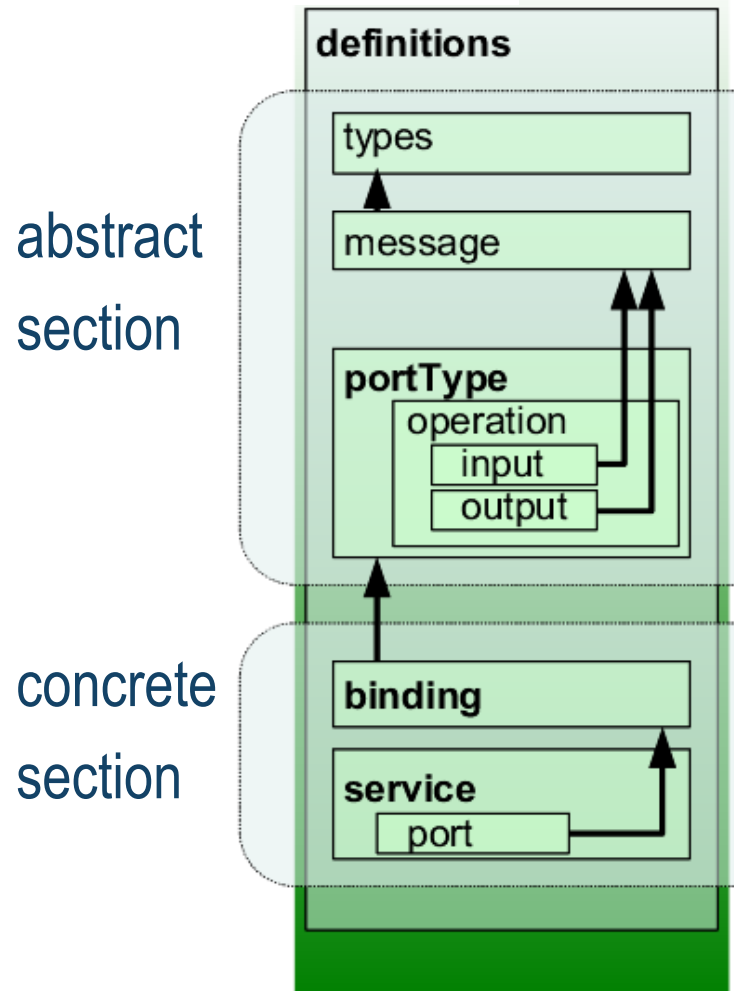 definitions
types
message
abstract
section
portType
operation
input
output
concrete
section
binding
service
port